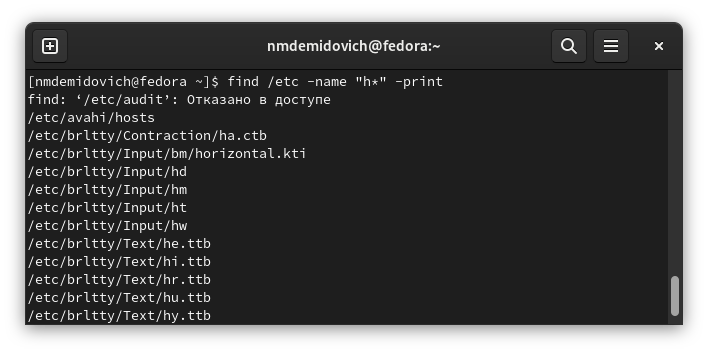 nmdemidovich@fedora:~
[nmdemidovich@fedora ~]$ find /etc -name "h*" -print
find: ‘/etc/audit’: Отказано в доступе
/etc/avahi/hosts
/etc/brltty/Contraction/ha.ctb
/etc/brltty/Input/bm/horizontal.kti
/etc/brltty/Input/hd
/etc/brltty/Input/hm
/etc/brltty/Input/ht
/etc/brltty/Input/hw
/etc/brltty/Text/he.ttb
/etc/brltty/Text/hi.ttb
/etc/brltty/Text/hr.ttb
/etc/brltty/Text/hu.ttb
/etc/brltty/Text/hy.ttb